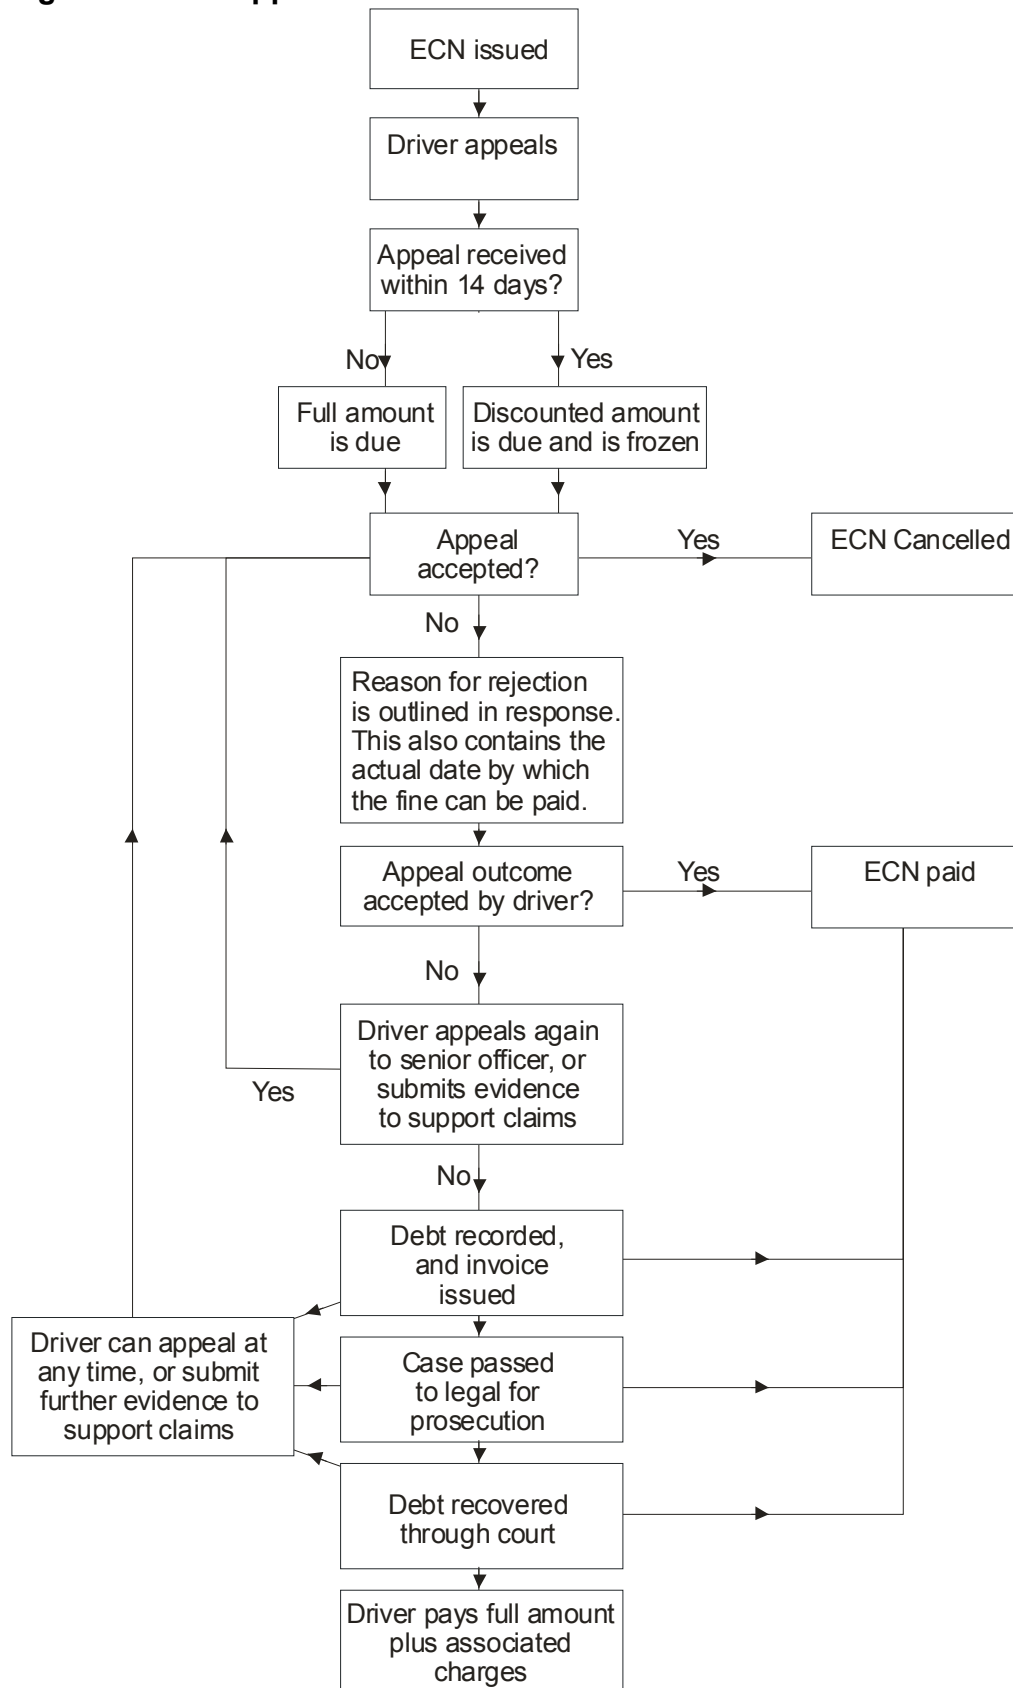 ECN issued
Driver appeals
Appeal received
within 14 days?
No
Yes
Full amount
is due
Discounted amount
is due and is frozen
Appeal
accepted?
Yes
ECN Cancelled
No
Reason for rejection
is outlined in response.
This also contains the
actual date by which
the fine can be paid.
Appeal outcome
accepted by driver?
Yes
ECN paid
No
Driver appeals again
to senior officer, or
submits evidence
to support claims
Yes
No
Debt recorded,
and invoice
issued
Driver can appeal at
any time, or submit
further evidence to
support claims
Case passed
to legal for
prosecution
Debt recovered
through court
Driver pays full amount
plus associated
charges